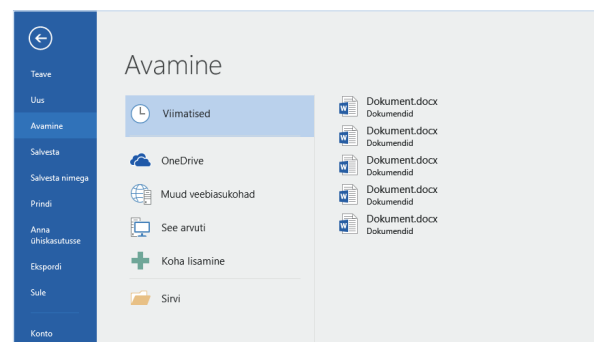 Teave
Uus
Avamine
Salvesta
Salvesta nimega
Prindi
Anna
ühiskasutusse
Ekspordi
Sule
Konto
Avamine
Viimatised
OneDrive
Muud veebiasukohad
See arvuti
Koha lisamine
Sirvi
Dokument.docx
Dokumendid
Dokument.docx
Dokumendid
Dokument.docx
Dokumendid
Dokument.docx
Dokumendid
Dokument.docx
Dokumendid